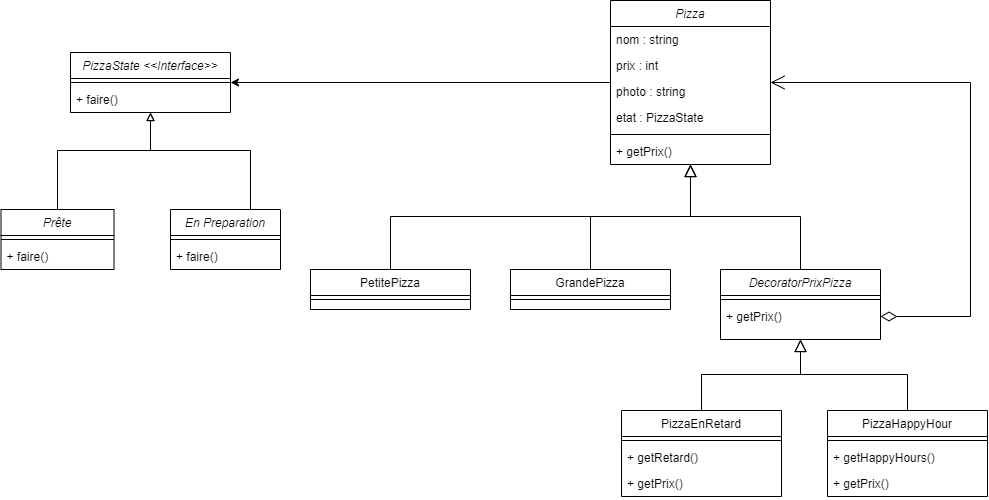 Pizza
nom : string
prix : int
photo : string
etat : PizzaState
+ getPrix()
PizzaState <<Interface>>
+ faire()
Prête
+ faire()
En Preparation
+ faire()
PetitePizza
GrandePizza
DecoratorPrixPizza
+ getPrix()
PizzaEnRetard
+ getRetard()
+ getPrix()
PizzaHappyHour
+ getHappyHours()
+ getPrix()